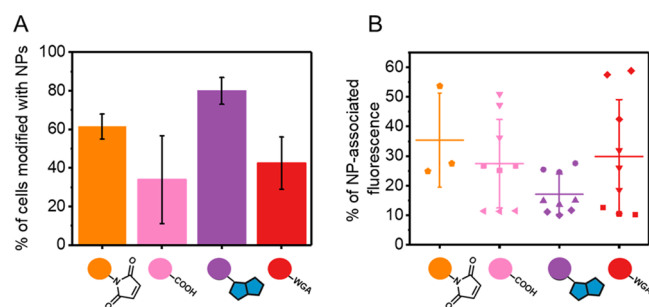 A
% of cells modified with NPs
100
80
60
40
20
0
N
O
O
COOH
WGA
B
% of NP-associated
fluorescence
60
50
40
30
20
10
0
N
O
O
COOH
WGA